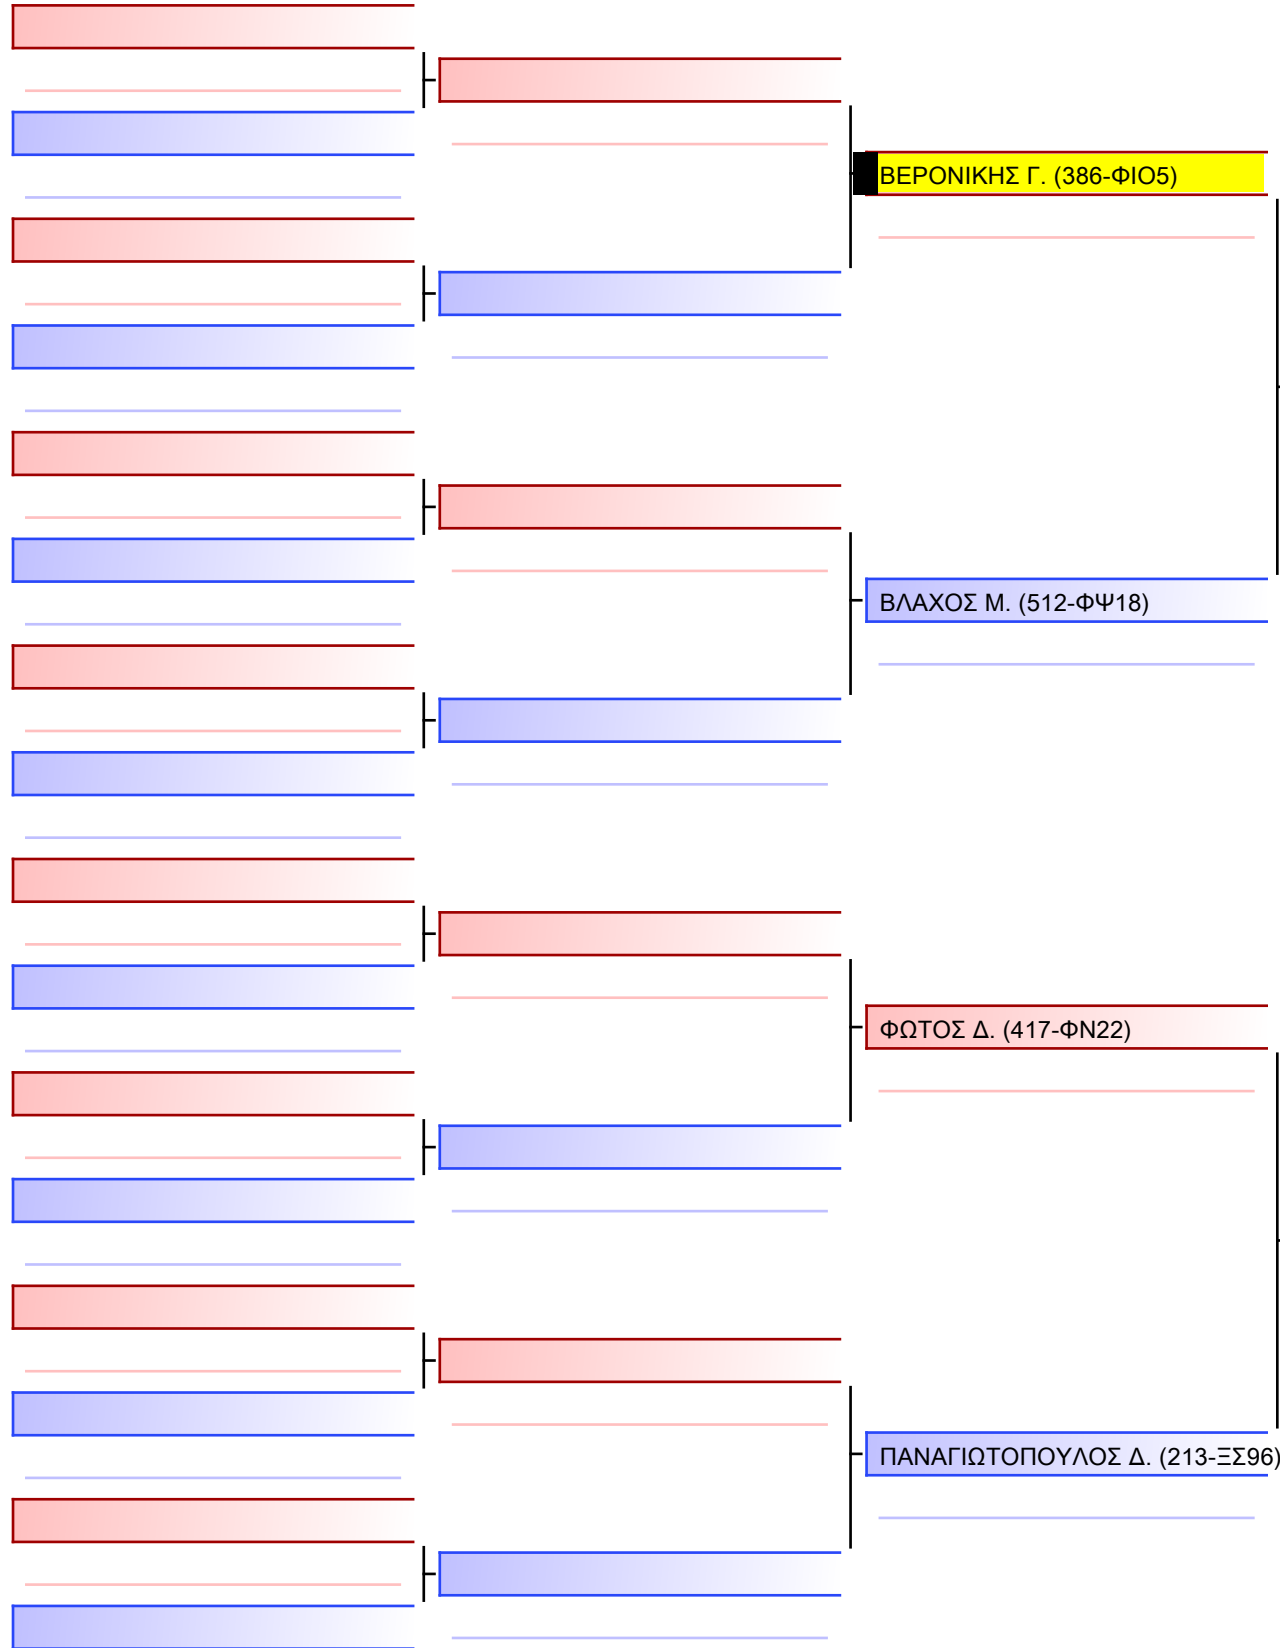 ΒΕΡΟΝΙΚΗΣ Γ. (386-ΦΙΟ5)
ΒΛΑΧΟΣ Μ. (512-ΦΨ18)
ΦΩΤΟΣ Δ. (417-ΦΝ22)
ΠΑΝΑΓΙΩΤΟΠΟΥΛΟΣ Δ. (213-ΞΣ96)